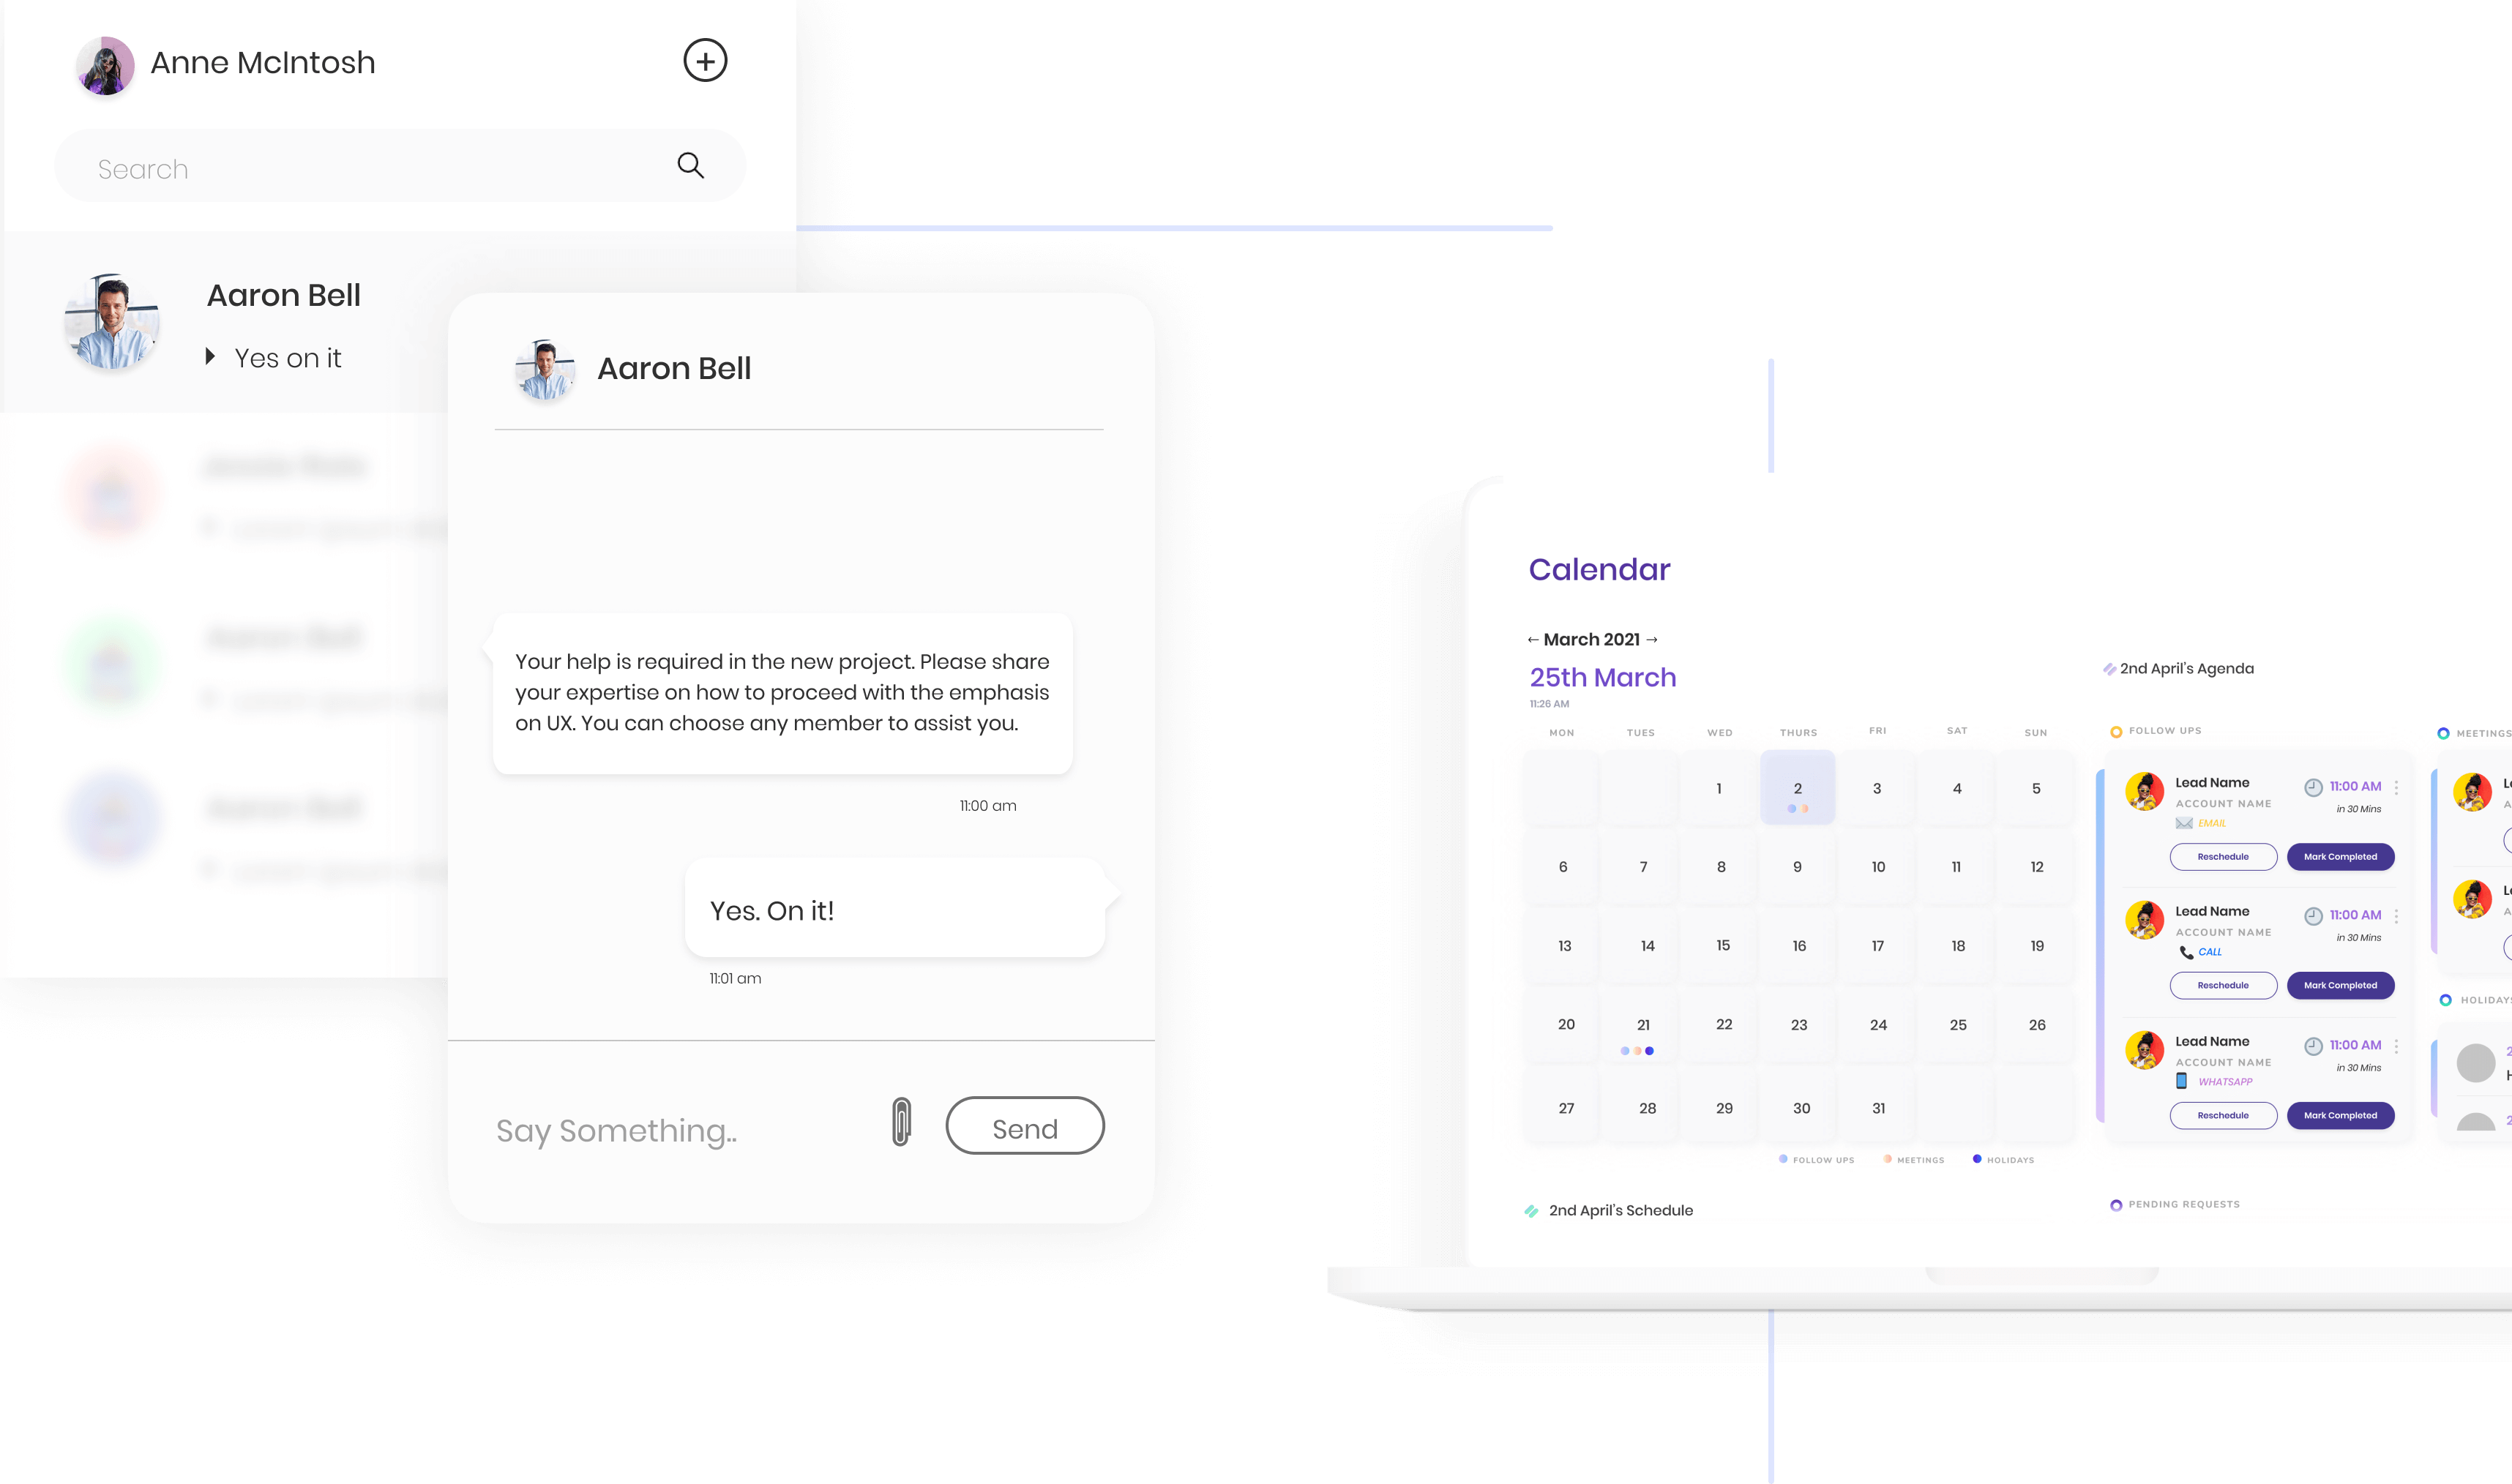 Anne McIntosh
Search
Aaron Bell
Yes on it
Aaron Bell
Your help is required in the new project. Please share
your expertise on how to proceed with the emphasis
on UX. You can choose any member to assist you.
11:00 am
Yes. On it!
11:01 am
Say Something..
Send
Calendar
← March 2021 →
25th March
11:26 AM
MON TUES WED THURS FRI SAT SUN
1 2 3 4 5
6 7 8 9 10 11 12
13 14 15 16 17 18 19
20 21 22 23 24 25 26
27 28 29 30 31
FOLLOW UPS MEETINGS HOLIDAYS
2nd April's Schedule
2nd April's Agenda
FOLLOW UPS
Lead Name 11:00 AM
ACCOUNT NAME in 30 Mins
EMAIL
Reschedule Mark Completed
Lead Name 11:00 AM
ACCOUNT NAME in 30 Mins
CALL
Reschedule Mark Completed
Lead Name 11:00 AM
ACCOUNT NAME in 30 Mins
WHATSAPP
Reschedule Mark Completed
PENDING REQUESTS
MEETINGS